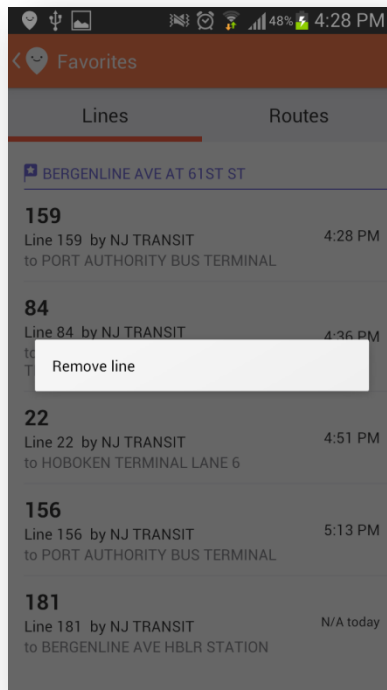 48% 4:28 PM
Favorites
Lines Routes
BERGENLINE AVE AT 61ST ST
159
Line 159 by NJ TRANSIT 4:28 PM
to PORT AUTHORITY BUS TERMINAL
84
Line 84 by NJ TRANSIT 4:36 PM
Remove line
22
Line 22 by NJ TRANSIT 4:51 PM
to HOBOKEN TERMINAL LANE 6
156
Line 156 by NJ TRANSIT 5:13 PM
to PORT AUTHORITY BUS TERMINAL
181
Line 181 by NJ TRANSIT N/A today
to BERGENLINE AVE HBLR STATION